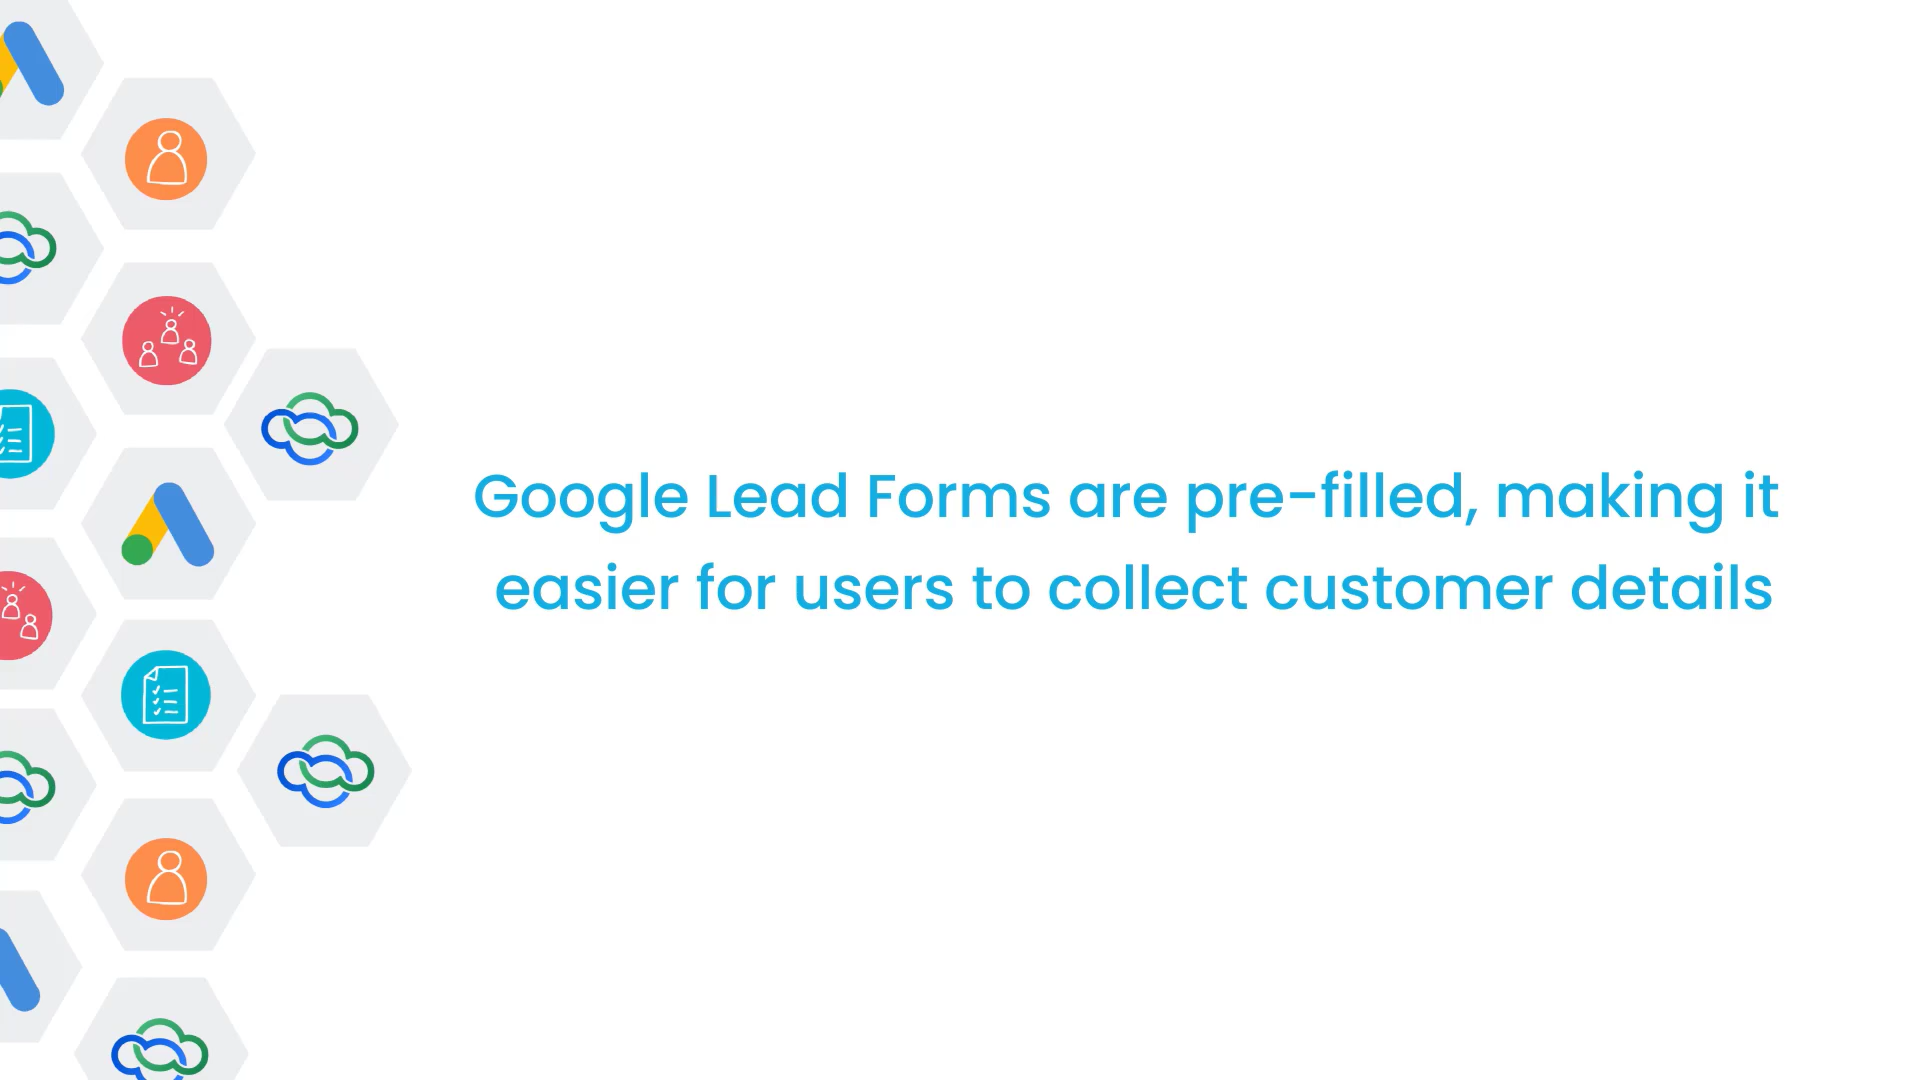 Google Lead Forms are pre-filled, making it
easier for users to collect customer details